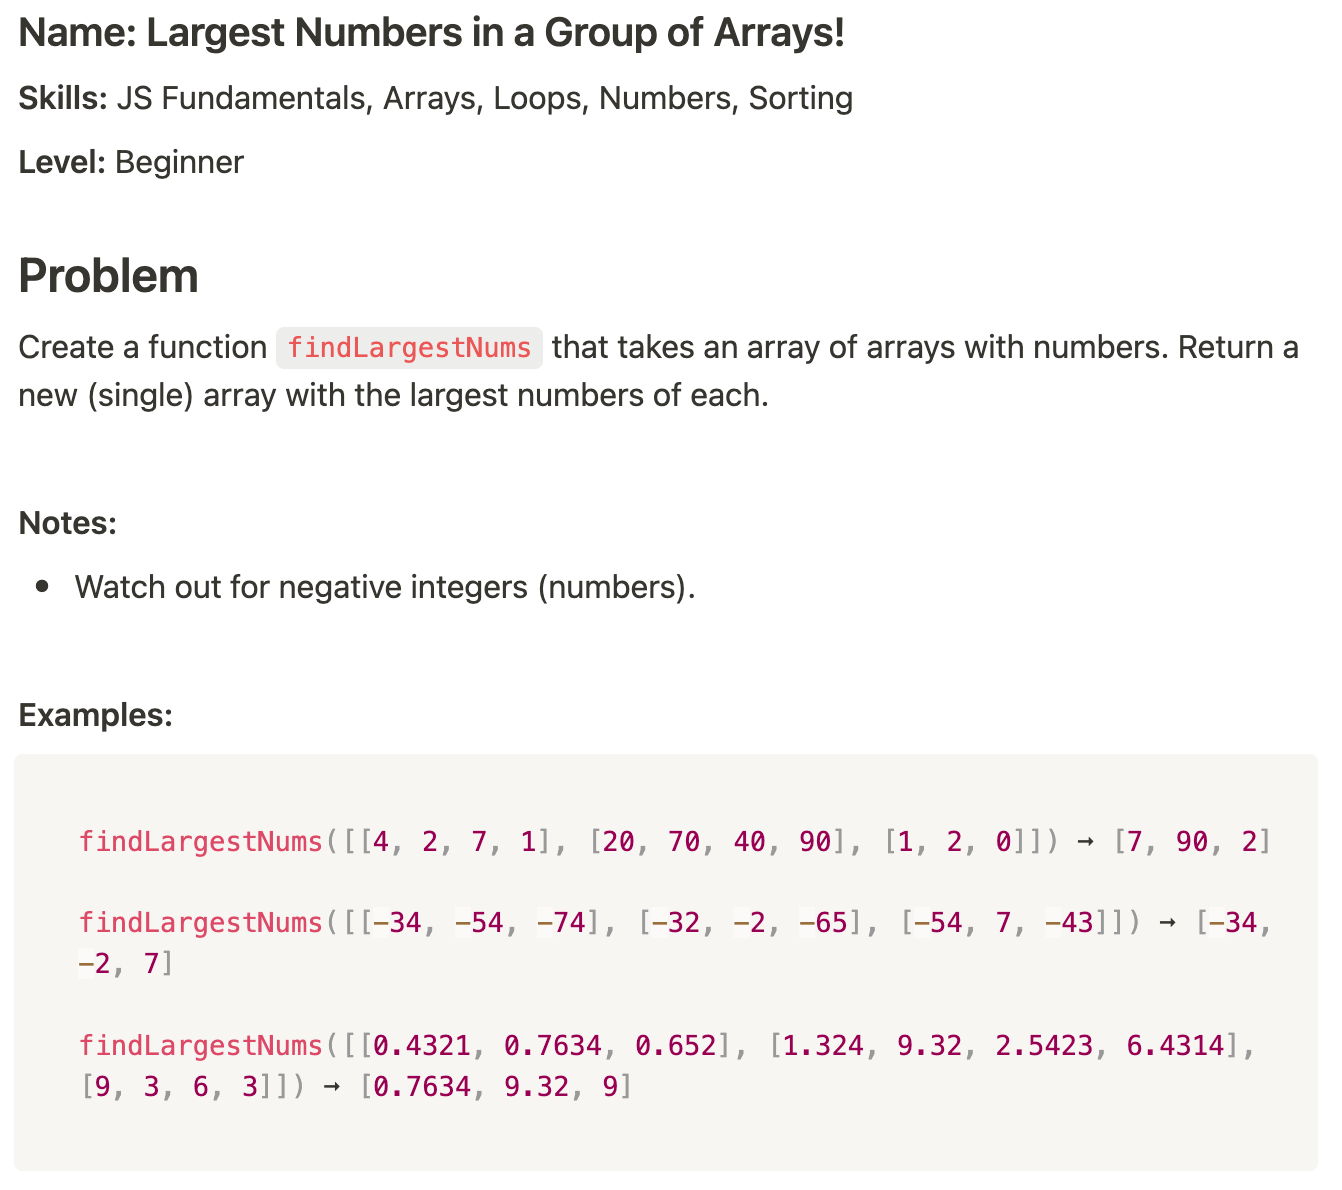 Name: Largest Numbers in a Group of Arrays!
Skills: JS Fundamentals, Arrays, Loops, Numbers, Sorting
Level: Beginner
Problem
Create a function findLargestNums that takes an array of arrays with numbers. Return a
new (single) array with the largest numbers of each.
Notes:
• Watch out for negative integers (numbers).
Examples:
findLargestNums([[4, 2, 7, 1], [20, 70, 40, 90], [1, 2, 0]]) → [7, 90, 2]
findLargestNums([[-34, -54, -74], [-32, -2, -65], [-54, 7, -43]]) → [-34,
-2, 7]
findLargestNums([[0.4321, 0.7634, 0.652], [1.324, 9.32, 2.5423, 6.4314],
[9, 3, 6, 3]]) → [0.7634, 9.32, 9]